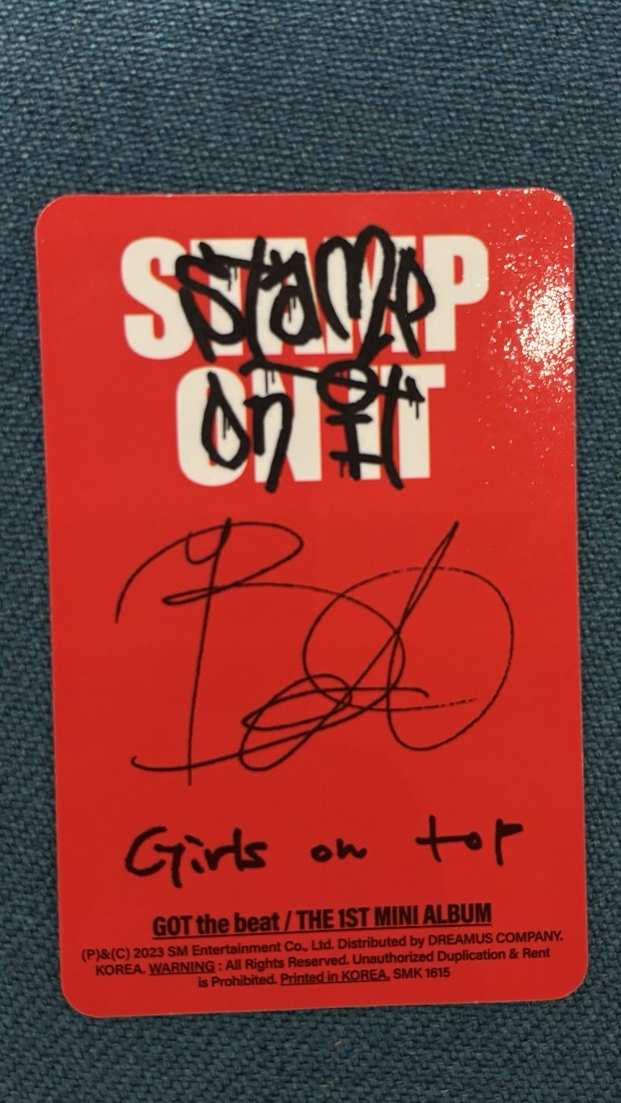 STAMP
ON IT
Stamp
On It
Girls on top
GOT the beat / THE 1ST MINI ALBUM
(P)&(C) 2023 SM Entertainment Co., Ltd. Distributed by DREAMUS COMPANY.
KOREA. WARNING : All Rights Reserved. Unauthorized Duplication & Rent
is Prohibited. Printed in KOREA. SMK 1615